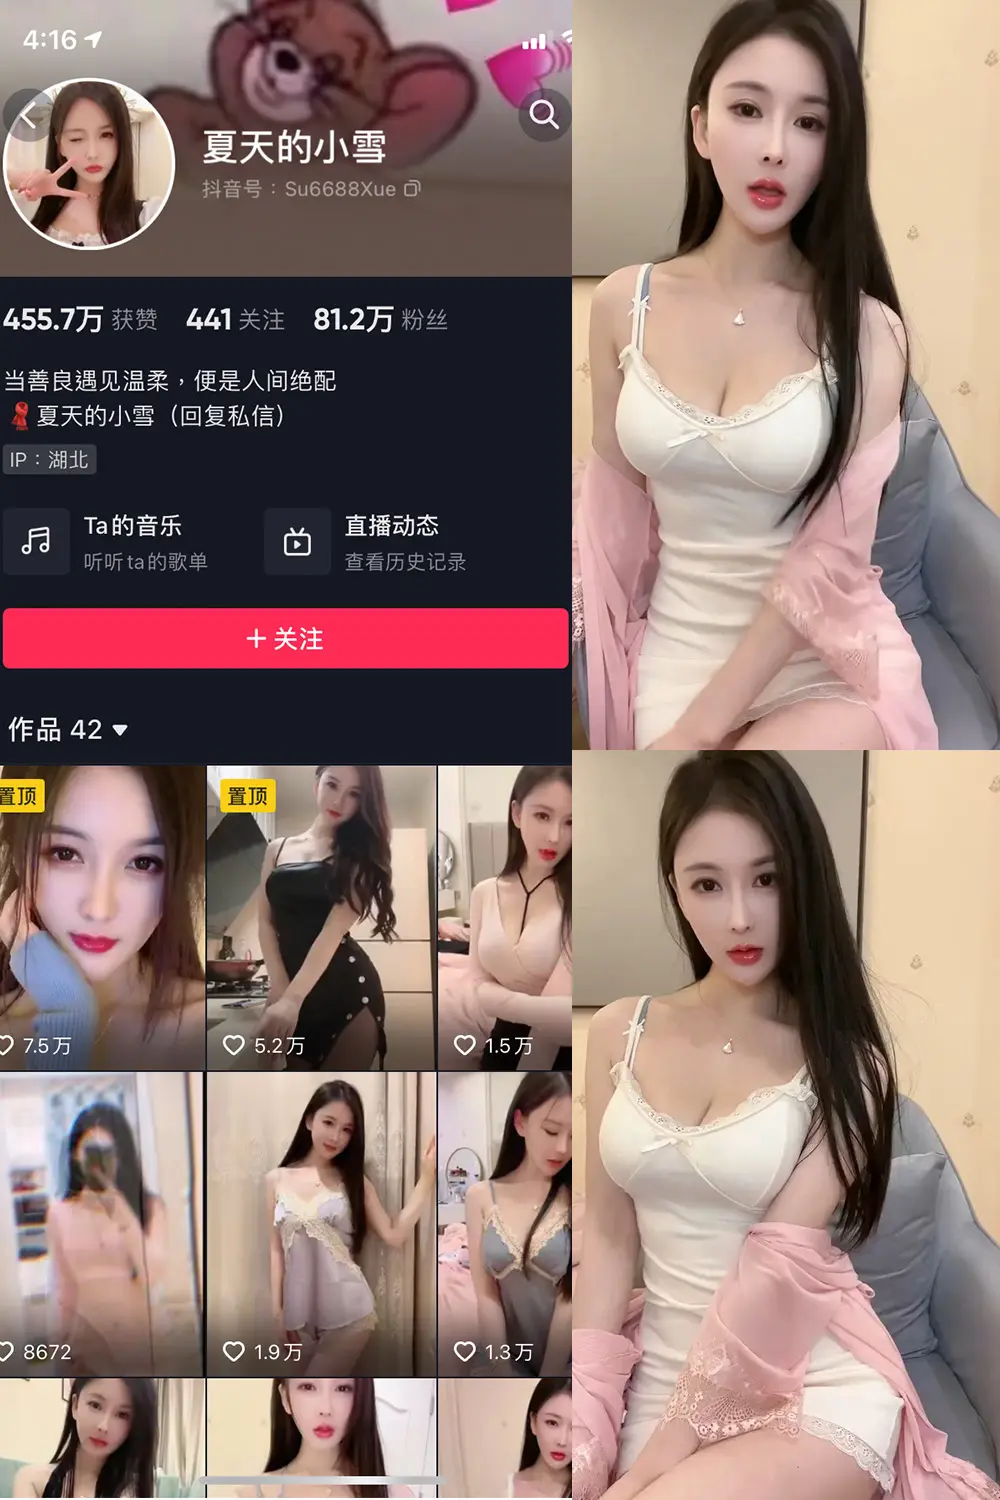 4:16
夏天的小雪
抖音号：Su6688Xue
455.7万 获赞 441 关注 81.2万 粉丝
当善良遇见温柔，便是人间绝配
夏天的小雪（回复私信）
IP：湖北
Ta的音乐 直播动态
听听ta的歌单 查看历史记录
+ 关注
作品 42
置顶 置顶
7.5万 5.2万 1.5万
8672 1.9万 1.3万